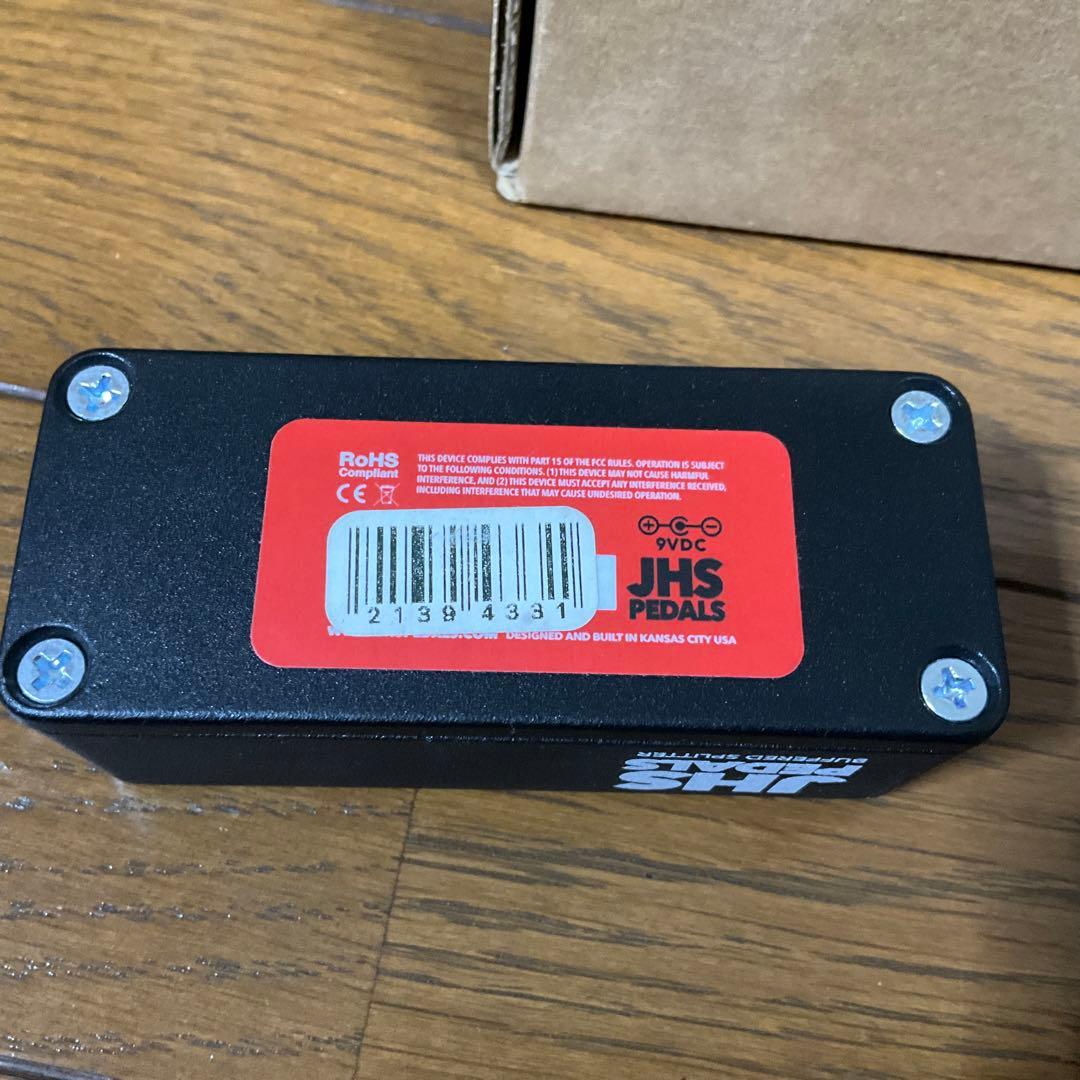 RoHS
Compliant
CE
THIS DEVICE COMPLIES WITH PART 15 OF THE FCC RULES. OPERATION IS SUBJECT
TO THE FOLLOWING CONDITIONS. (1) THIS DEVICE MAY NOT CAUSE HARMFUL
INTERFERENCE, AND (2) THIS DEVICE MUST ACCEPT ANY INTERFERENCE RECEIVED,
INCLUDING INTERFERENCE THAT MAY CAUSE UNDESIRED OPERATION.
9VDC
JHS
PEDALS
21394331
DESIGNED AND BUILT IN KANSAS CITY USA
JHS
PEDALS
BUFFERED SPLITTER